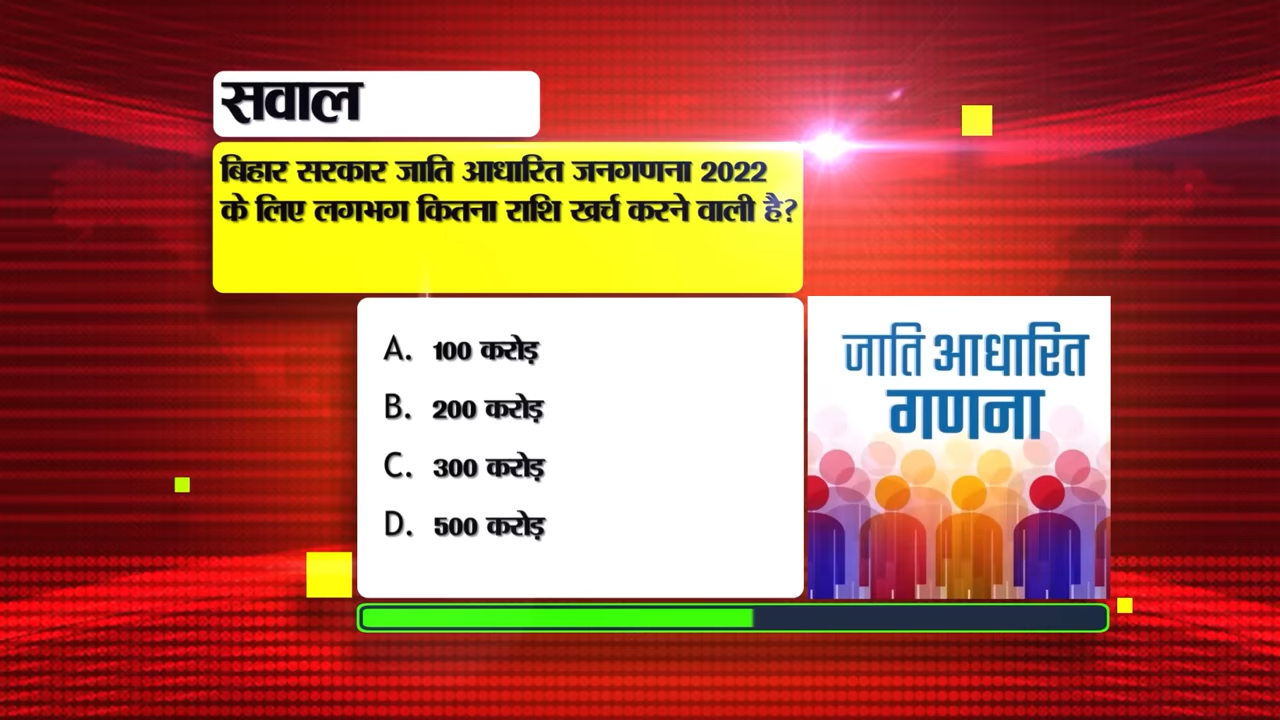 सवाल
बिहार सरकार जाति आधारित जनगणना 2022
के लिए लगभग कितना राशि खर्च करने वाली है?
A. 100 करोड़
B. 200 करोड़
C. 300 करोड़
D. 500 करोड़
जाति आधारित
गणना